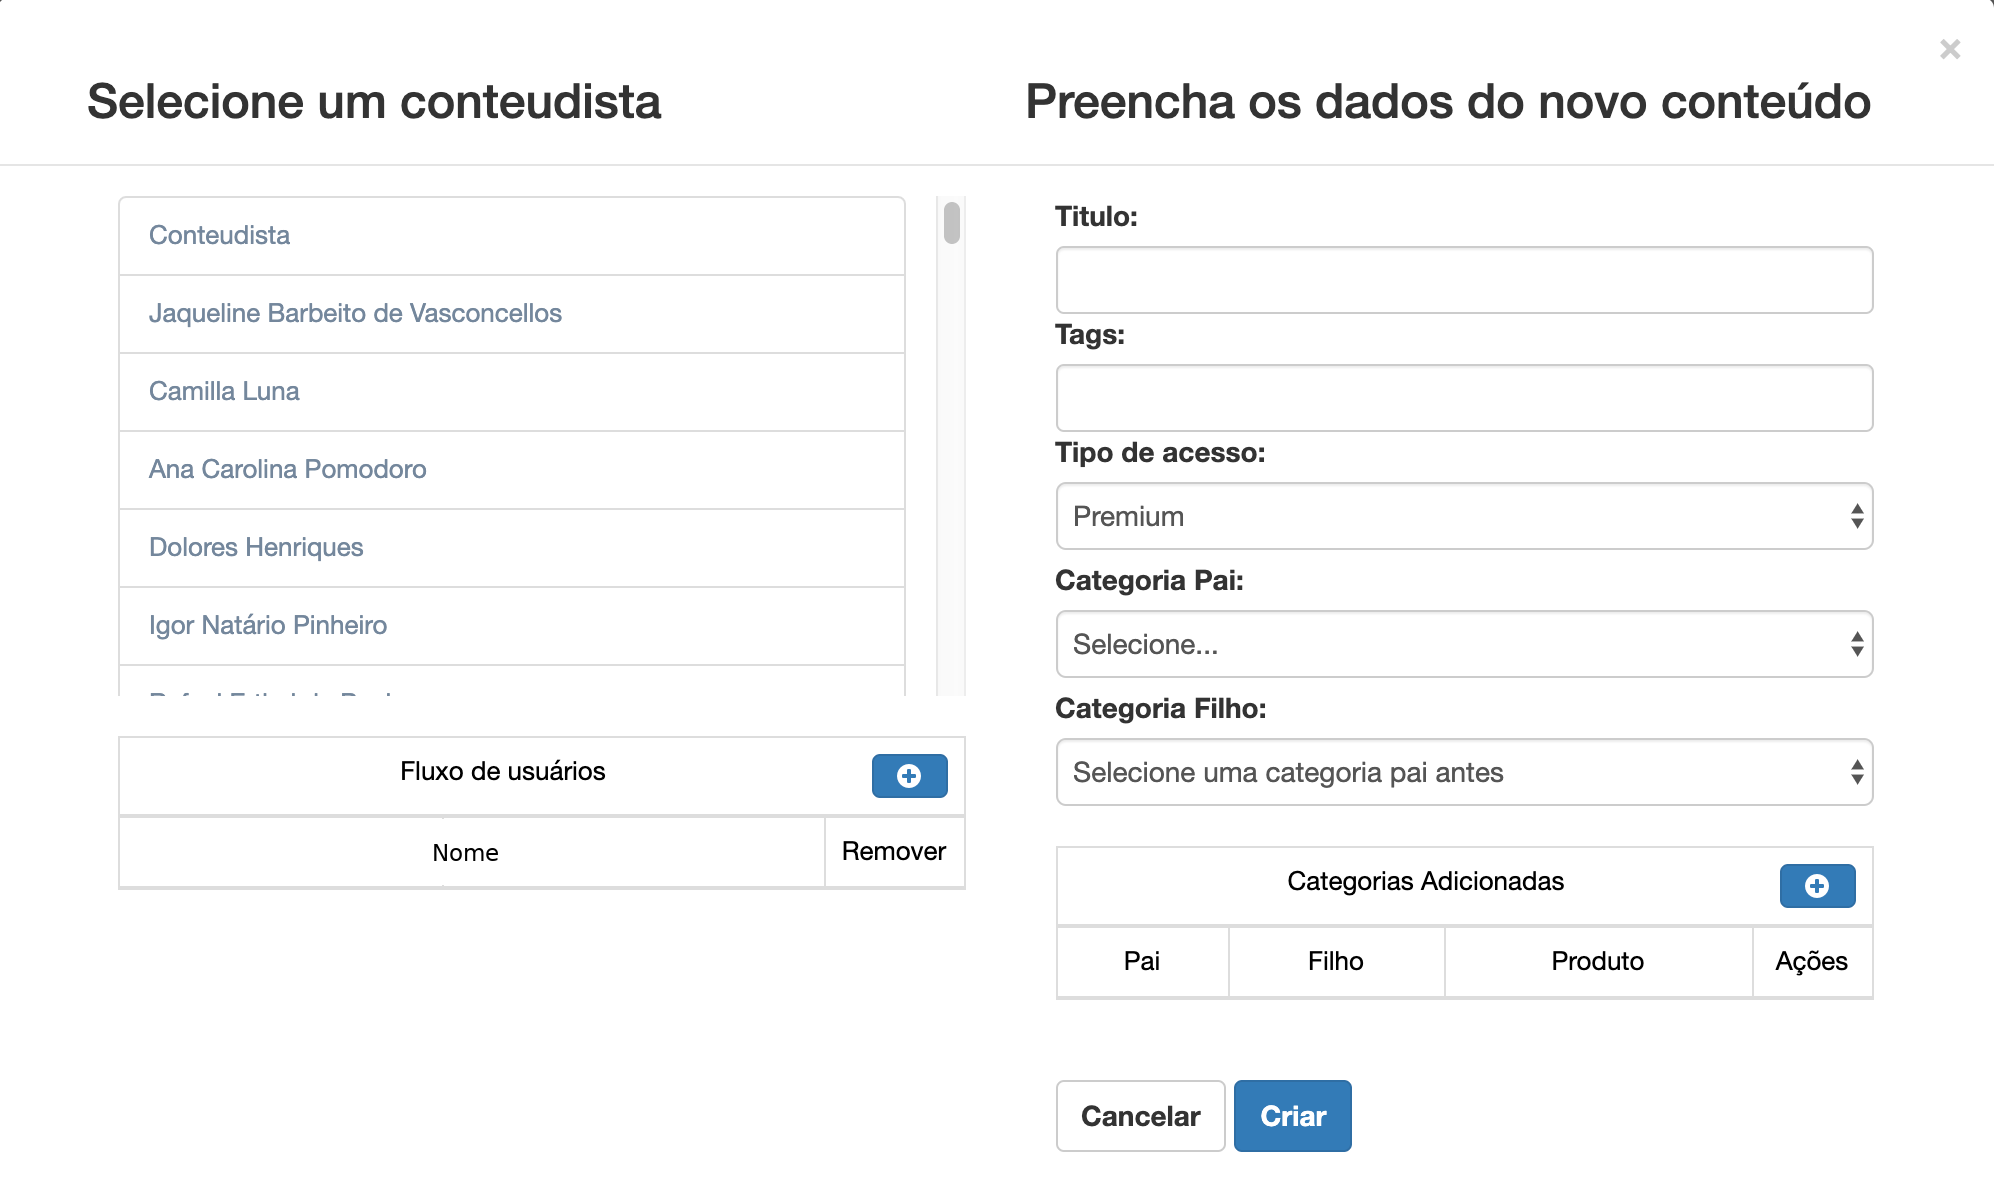 ×
Selecione um conteudista
Preencha os dados do novo conteúdo
Conteudista
Jaqueline Barbeito de Vasconcellos
Camilla Luna
Ana Carolina Pomodoro
Dolores Henriques
Igor Natário Pinheiro
Fluxo de usuários
Nome
Remover
Titulo:
Tags:
Tipo de acesso:
Premium
Categoria Pai:
Selecione...
Categoria Filho:
Selecione uma categoria pai antes
Categorias Adicionadas
Pai
Filho
Produto
Ações
Cancelar
Criar